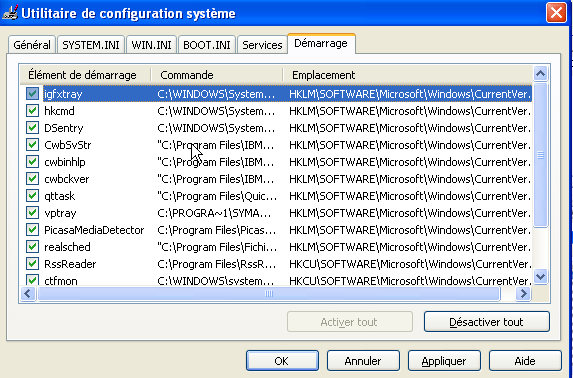 Utilitaire de configuration système
Général SYSTEM.INI WIN.INI BOOT.INI Services Démarrage
Élément de démarrage Commande Emplacement
igfxtray C:\WINDOWS\System... HKLM\SOFTWARE\Microsoft\Windows\CurrentVer.
hkcmd C:\WINDOWS\System... HKLM\SOFTWARE\Microsoft\Windows\CurrentVer.
DSentry C:\WINDOWS\System... HKLM\SOFTWARE\Microsoft\Windows\CurrentVer.
CwbSvStr "C:\Program Files\IBM... HKLM\SOFTWARE\Microsoft\Windows\CurrentVer.
cwbinhlp "C:\Program Files\IBM... HKLM\SOFTWARE\Microsoft\Windows\CurrentVer.
cwbckver "C:\Program Files\IBM... HKLM\SOFTWARE\Microsoft\Windows\CurrentVer.
qttask "C:\Program Files\Quic... HKLM\SOFTWARE\Microsoft\Windows\CurrentVer.
vptray C:\PROGRA~1\SYMA... HKLM\SOFTWARE\Microsoft\Windows\CurrentVer.
PicasaMediaDetector C:\Program Files\Picas... HKLM\SOFTWARE\Microsoft\Windows\CurrentVer.
realsched "C:\Program Files\Fichi... HKLM\SOFTWARE\Microsoft\Windows\CurrentVer.
RssReader C:\Program Files\RssR... HKCU\SOFTWARE\Microsoft\Windows\CurrentVer.
ctfmon C:\WINDOWS\system... HKCU\SOFTWARE\Microsoft\Windows\CurrentVer.
Activer tout Désactiver tout
OK Annuler Appliquer Aide